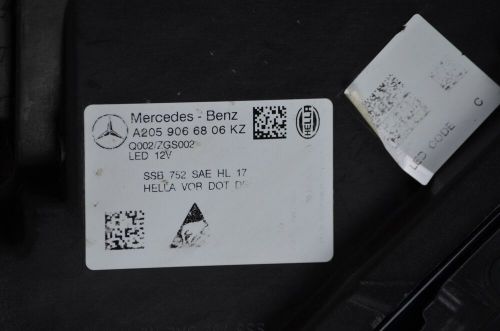 Mercedes - Benz
A205 906 68 06 KZ
Q002/ZGS002
LED 12V
HELLA
SSB 752 SAE HL 17
HELLA VOR DOT
LED CODE C